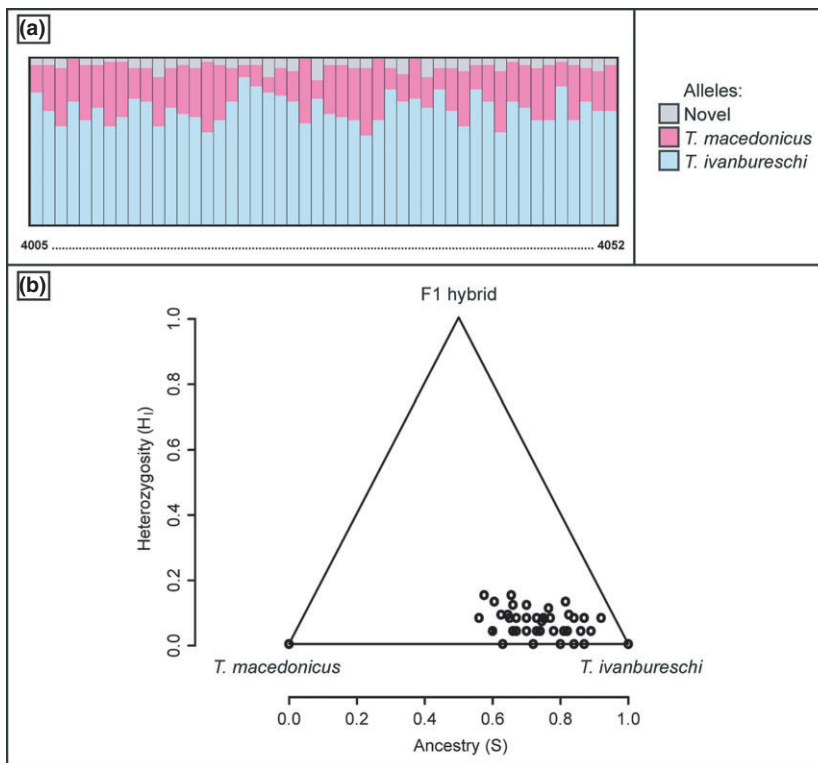 (a)
Alleles:
Novel
T. macedonicus
T. ivanbureschi
4005 ........................................................................ 4052
(b)
F1 hybrid
1.0
0.8
0.6
0.4
0.2
0.0
Heterozygosity (HI)
T. macedonicus T. ivanbureschi
0.0 0.2 0.4 0.6 0.8 1.0
Ancestry (S)